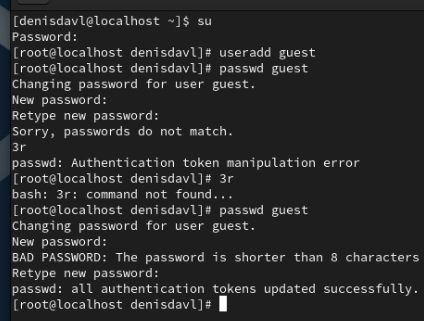 [denisdavl@localhost ~]$ su
Password:
[root@localhost denisdavl]# useradd guest
[root@localhost denisdavl]# passwd guest
Changing password for user guest.
New password:
Retype new password:
Sorry, passwords do not match.
3r
passwd: Authentication token manipulation error
[root@localhost denisdavl]# 3r
bash: 3r: command not found...
[root@localhost denisdavl]# passwd guest
Changing password for user guest.
New password:
BAD PASSWORD: The password is shorter than 8 characters
Retype new password:
passwd: all authentication tokens updated successfully.
[root@localhost denisdavl]#